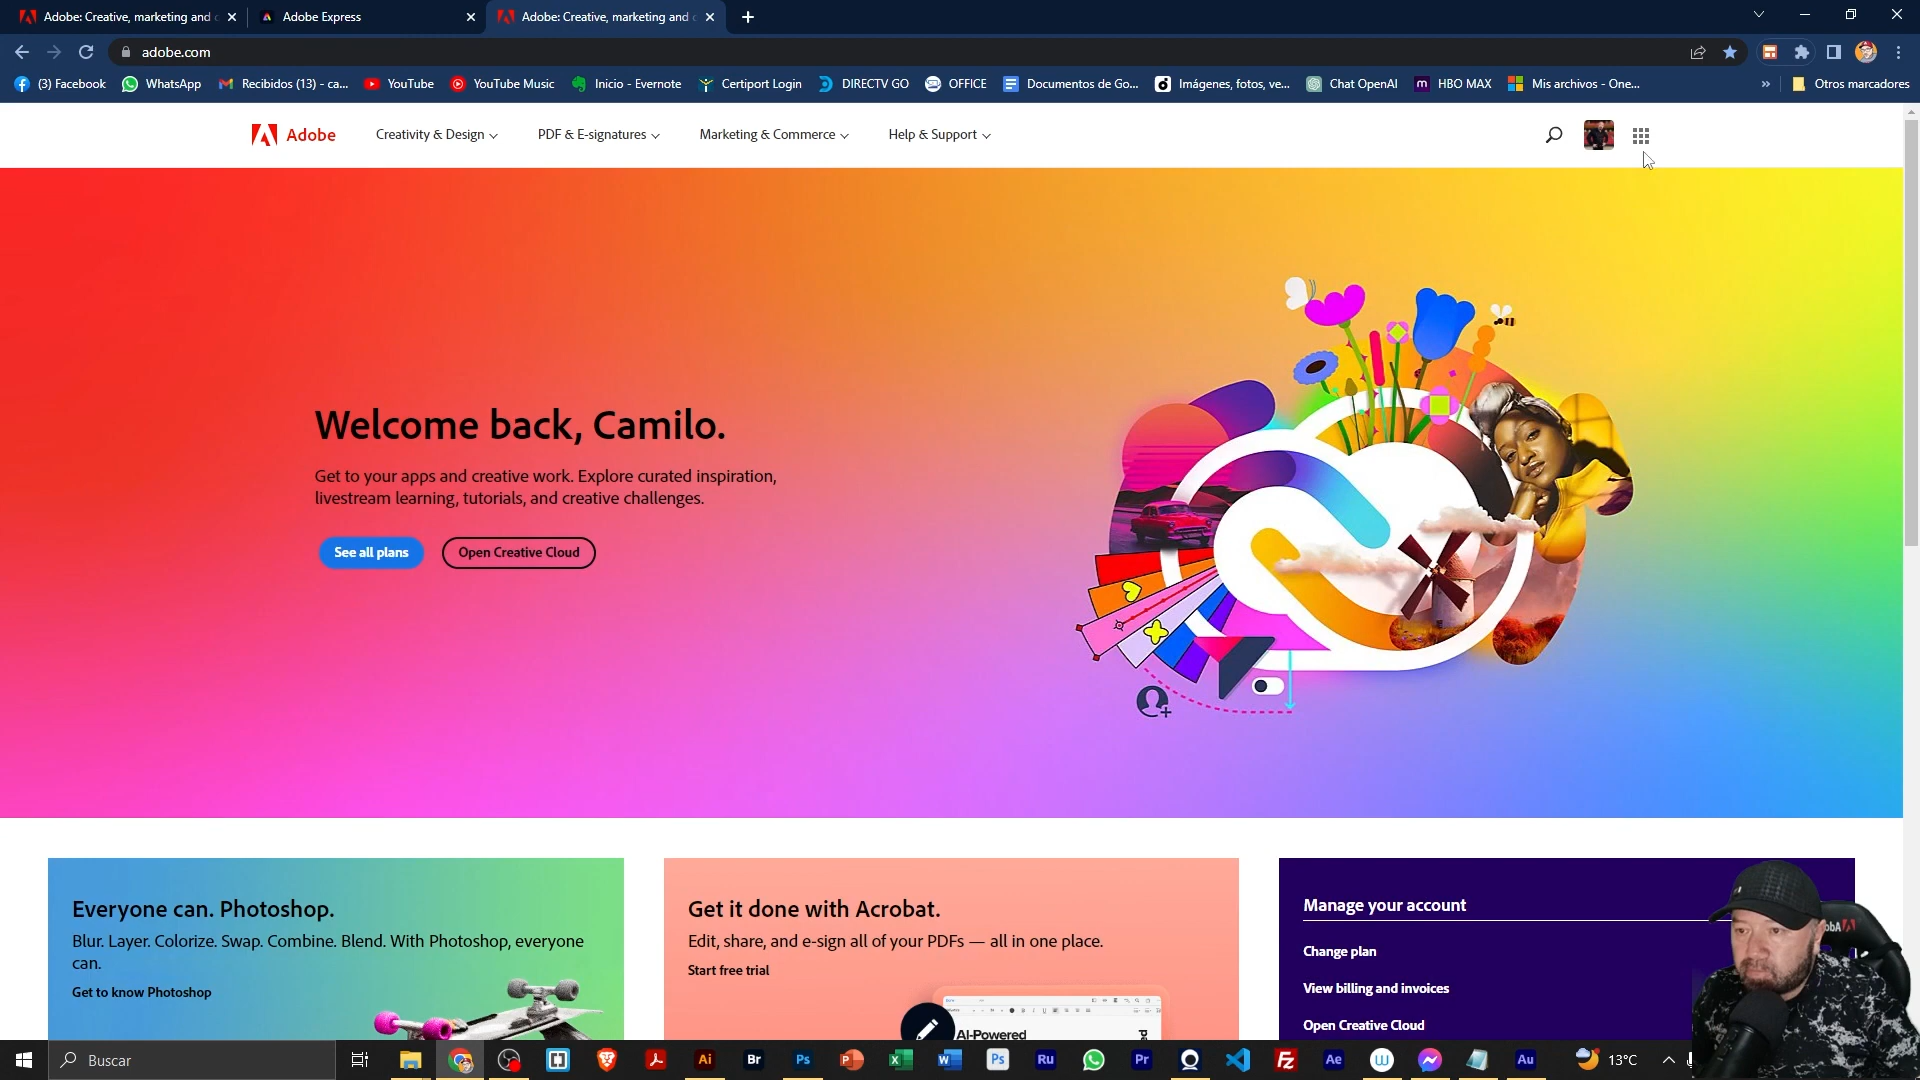 Adobe: Creative, marketing and
Adobe Express
Adobe: Creative, marketing and
adobe.com
(3) Facebook
WhatsApp
Recibidos (13) - ca...
YouTube
YouTube Music
Inicio - Evernote
Certiport Login
DIRECTV GO
OFFICE
Documentos de Go...
Imágenes, fotos, ve...
Chat OpenAI
HBO MAX
Mis archivos - One...
»
Otros marcadores
Adobe
Creativity & Design
PDF & E-signatures
Marketing & Commerce
Help & Support
Welcome back, Camilo.
Get to your apps and creative work. Explore curated inspiration,
livestream learning, tutorials, and creative challenges.
See all plans
Open Creative Cloud
Everyone can. Photoshop.
Blur. Layer. Colorize. Swap. Combine. Blend. With Photoshop, everyone
can.
Get to know Photoshop
Get it done with Acrobat.
Edit, share, and e-sign all of your PDFs — all in one place.
Start free trial
AI-Powered
Manage your account
Change plan
View billing and invoices
Open Creative Cloud
Buscar
Ai
Br
Ps
Ps
Ru
Pr
Ae
Au
13°C